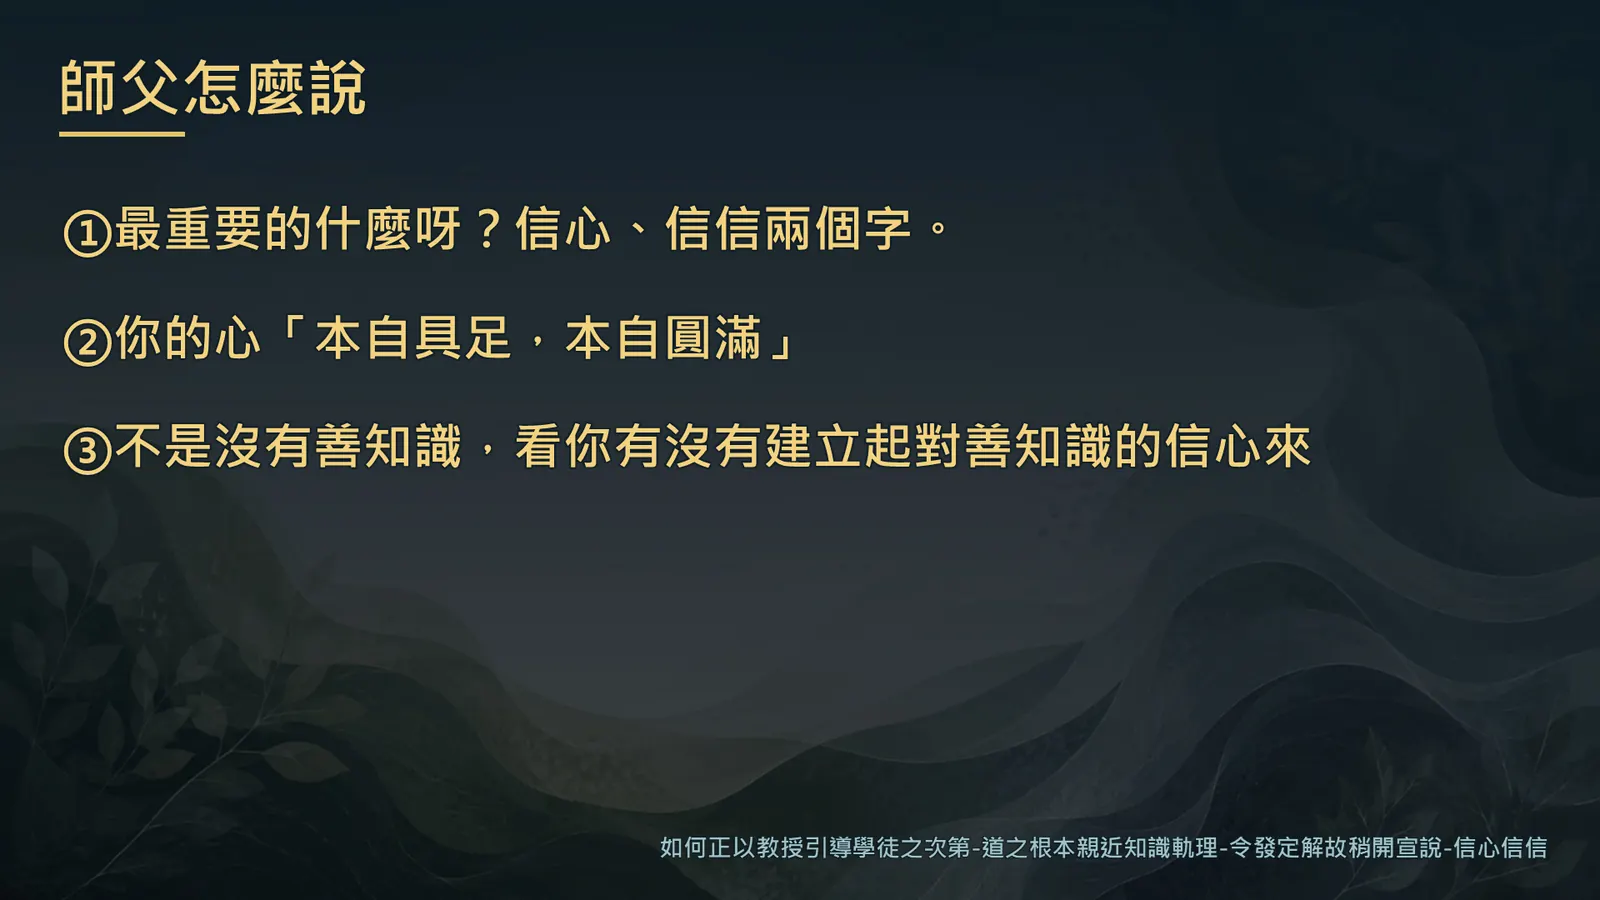 師父怎麼說
①最重要的什麼呀？信心、信信兩個字。
②你的心「本自具足，本自圓滿」
③不是沒有善知識，看你有沒有建立起對善知識的信心來
如何正以教授引導學徒之次第-道之根本親近知識軌理-令發定解故稍開宣說-信心信信